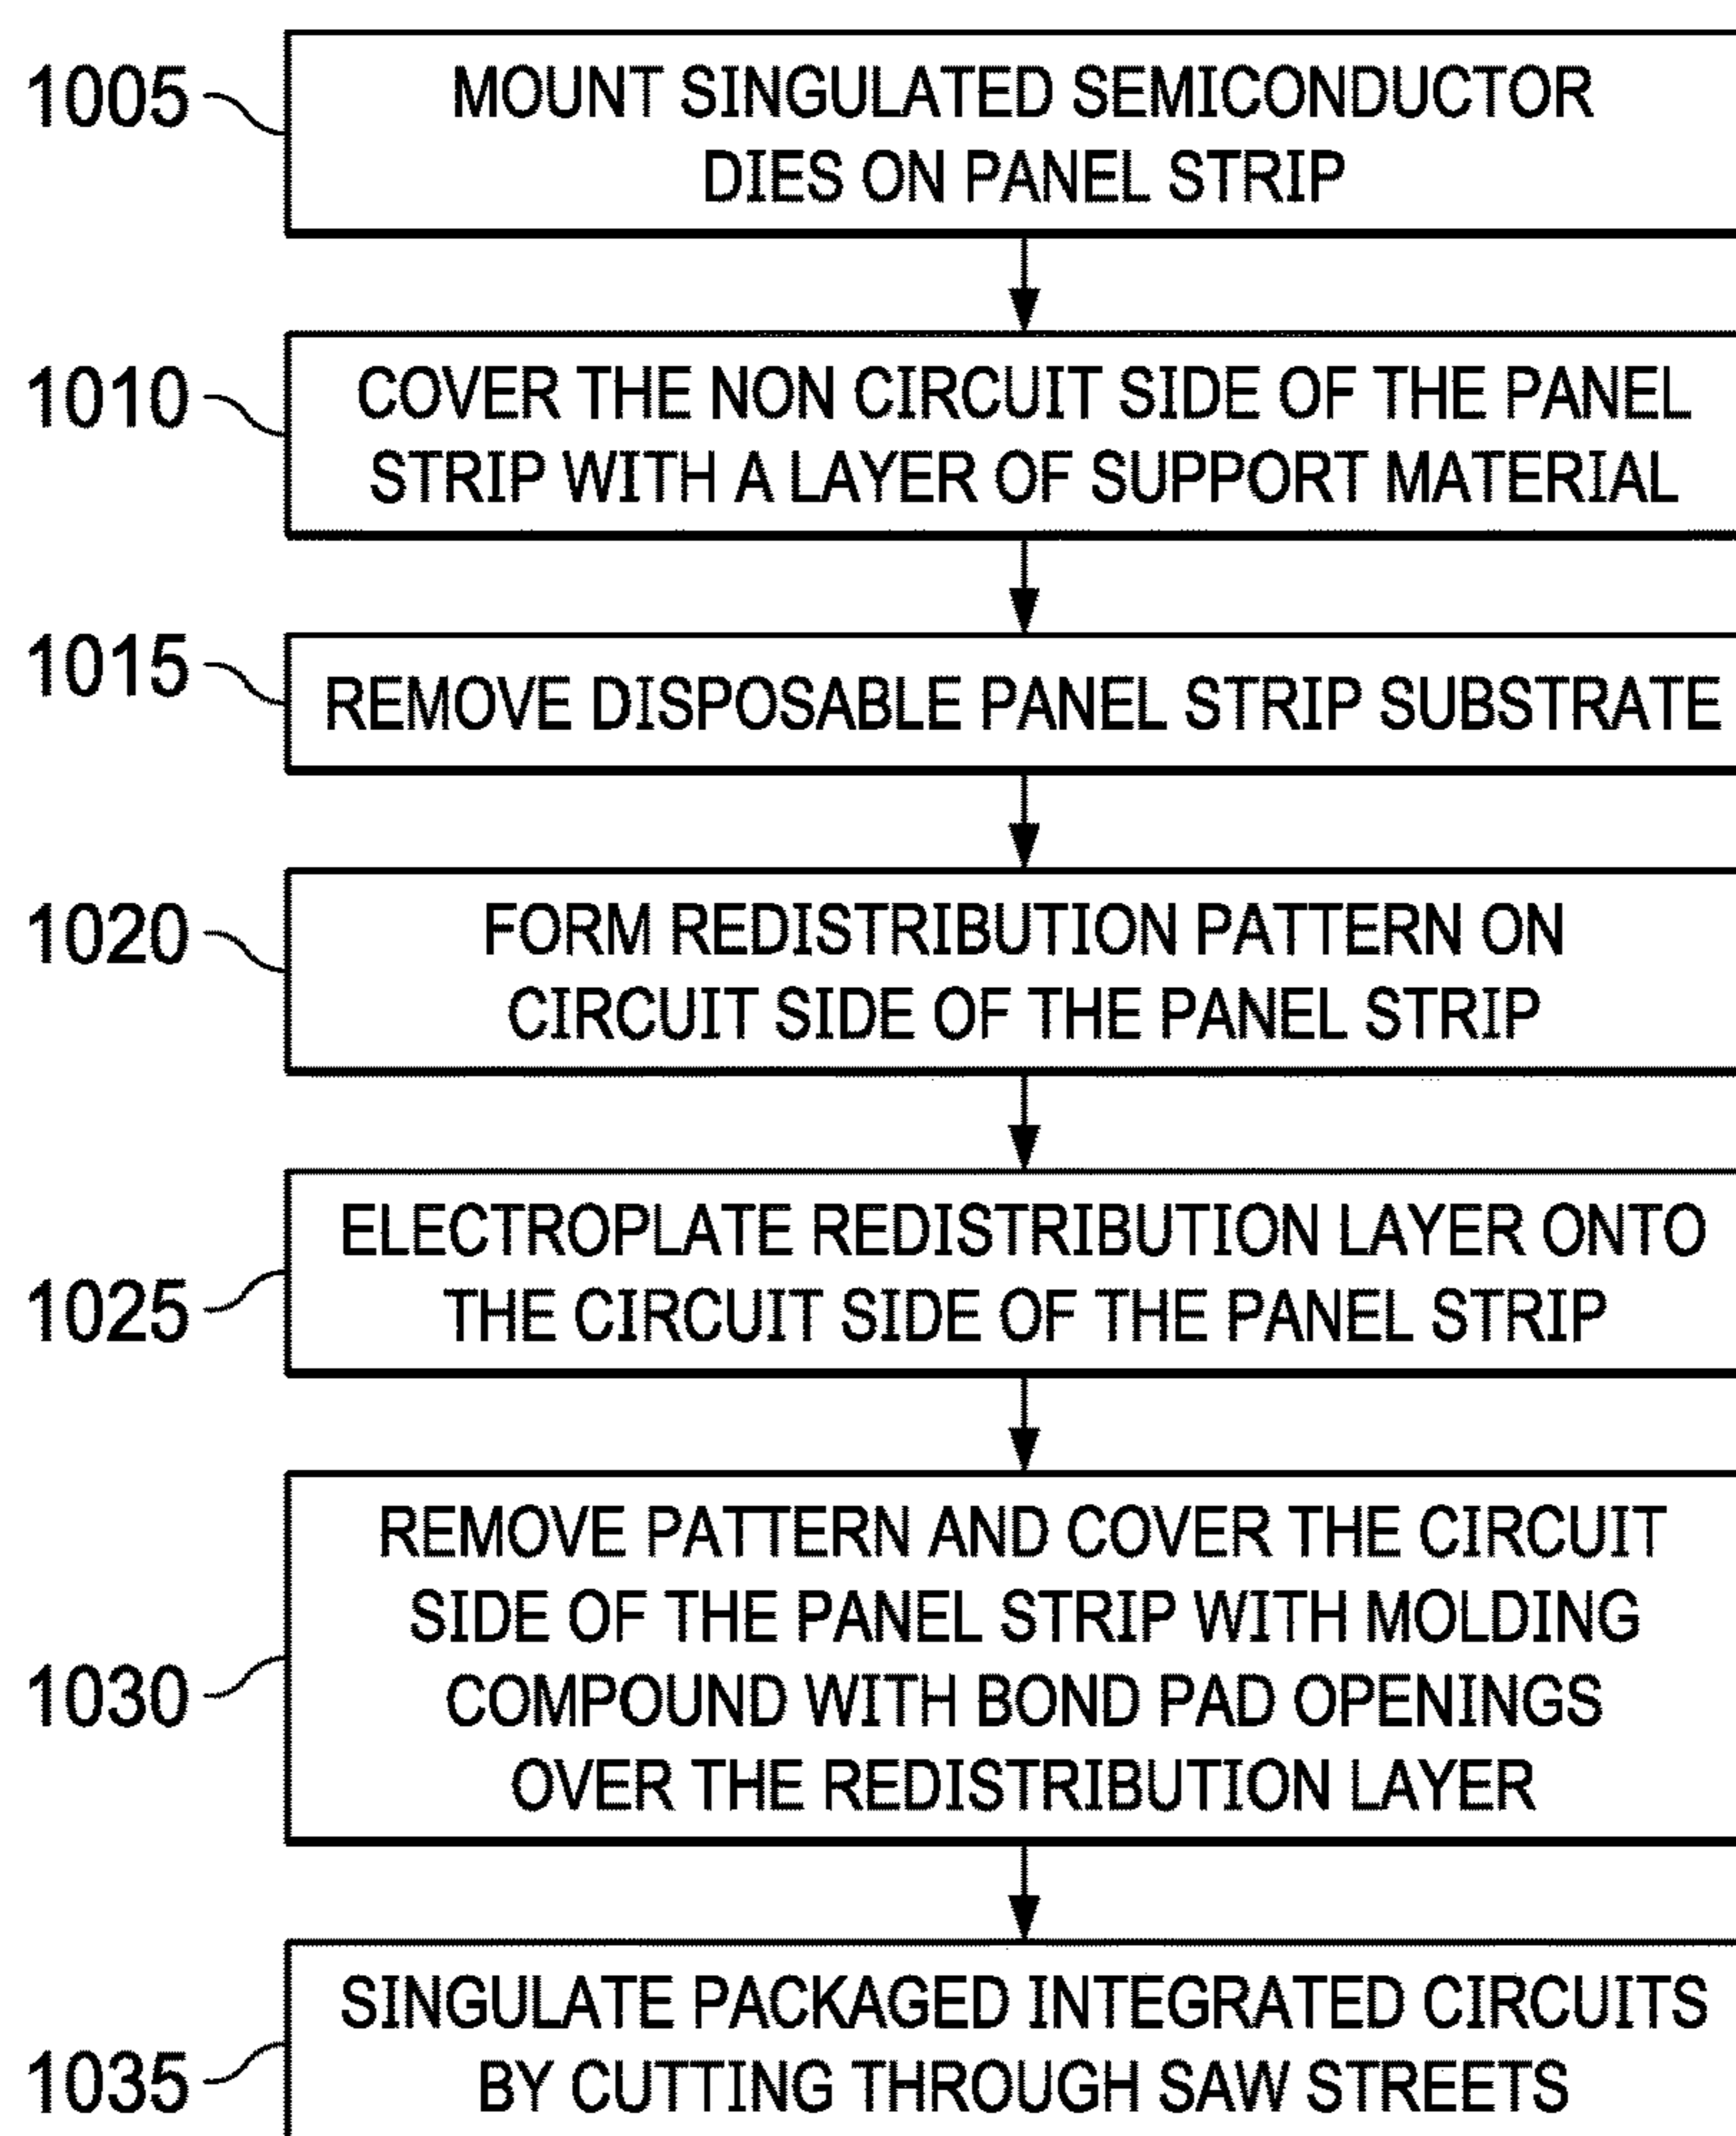 1005
MOUNT SINGULATED SEMICONDUCTOR
DIES ON PANEL STRIP
1010
COVER THE NON CIRCUIT SIDE OF THE PANEL
STRIP WITH A LAYER OF SUPPORT MATERIAL
1015
REMOVE DISPOSABLE PANEL STRIP SUBSTRATE
1020
FORM REDISTRIBUTION PATTERN ON
CIRCUIT SIDE OF THE PANEL STRIP
1025
ELECTROPLATE REDISTRIBUTION LAYER ONTO
THE CIRCUIT SIDE OF THE PANEL STRIP
1030
REMOVE PATTERN AND COVER THE CIRCUIT
SIDE OF THE PANEL STRIP WITH MOLDING
COMPOUND WITH BOND PAD OPENINGS
OVER THE REDISTRIBUTION LAYER
1035
SINGULATE PACKAGED INTEGRATED CIRCUITS
BY CUTTING THROUGH SAW STREETS